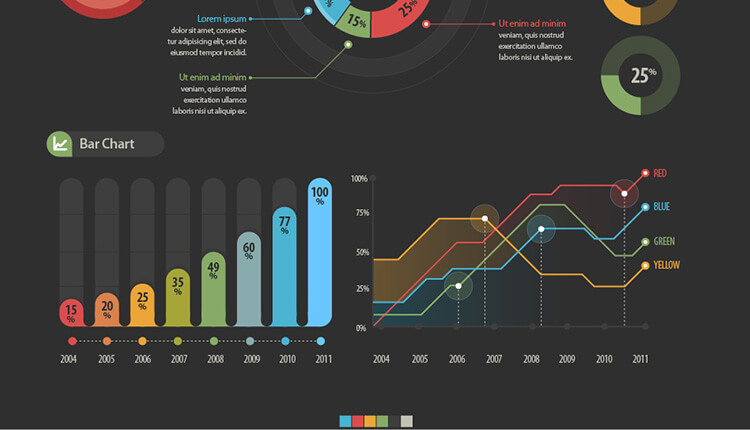 %
15%
25%
Lorem ipsum
dolor sit amet, consecte-
tur adipisicing elit, sed do
eiusmod tempor incidid.
Ut enim ad minim
veniam, quis nostrud
exercitation ullamco
laboris nisi ut aliquip ex.
Ut enim ad minim
veniam, quis nostrud
exercitation ullamco
laboris nisi ut aliquip ex.
25%
Bar Chart
15
%
20
%
25
%
35
%
49
%
60
%
77
%
100
%
2004 2005 2006 2007 2008 2009 2010 2011
100%
75%
50%
25%
0%
RED
BLUE
GREEN
YELLOW
2004 2005 2006 2007 2008 2009 2010 2011